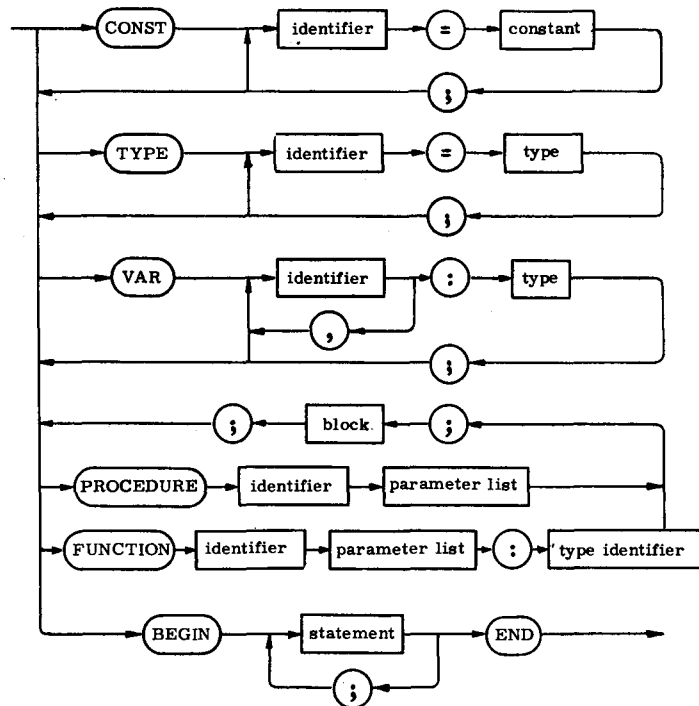 CONST identifier = constant
;
TYPE identifier = type
;
VAR identifier : type
,
;
; block. ;
PROCEDURE identifier parameter list
FUNCTION identifier parameter list : type identifier
BEGIN statement END
;